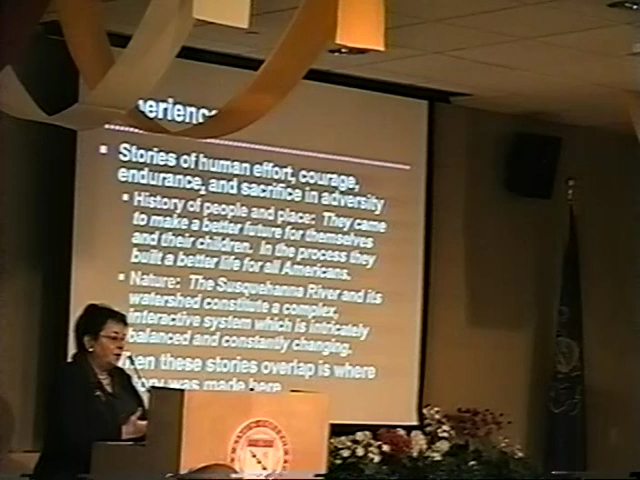 Stories of human effort, courage,
endurance, and sacrifice in adversity
History of people and place: They came
to make a better future for themselves
and their children. In the process they
built a better life for all Americans.
Nature: The Susquehanna River and its
watershed constitute a complex,
interactive system which is intricately
balanced and constantly changing.
these stories overlap is where
was made here